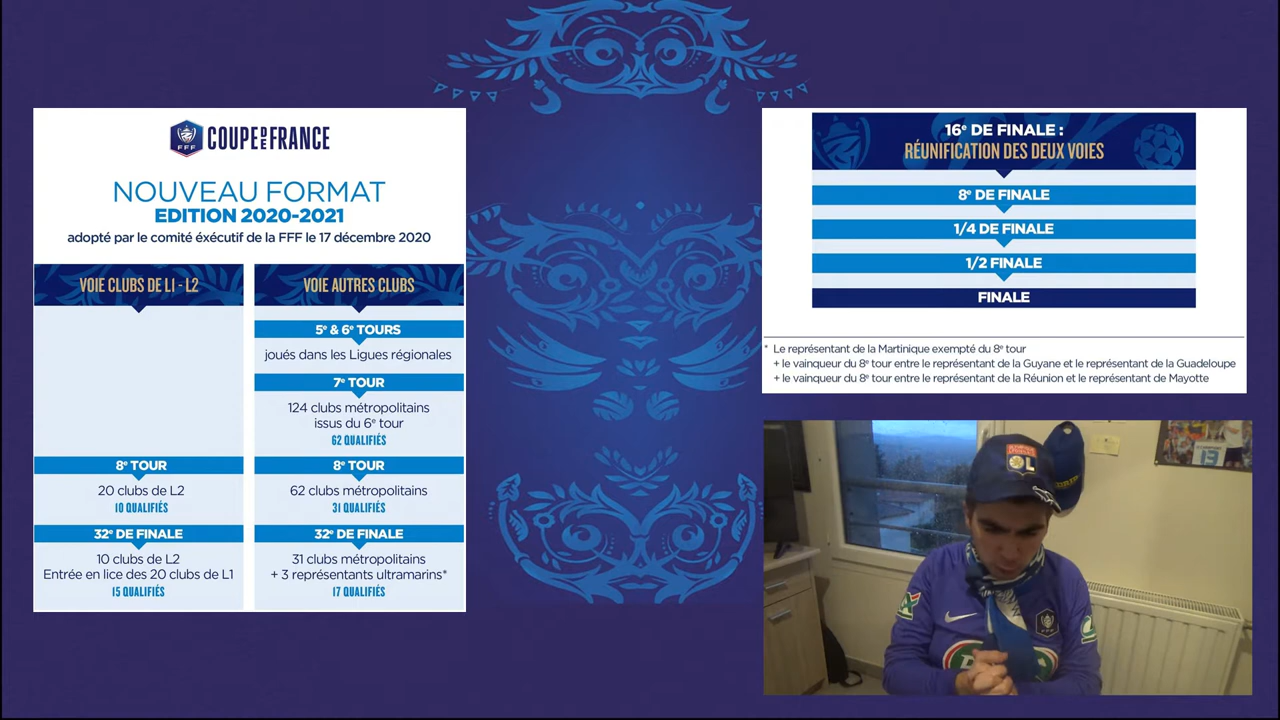 FFF
COUPE DE FRANCE
NOUVEAU FORMAT
EDITION 2020-2021
adopté par le comité éxécutif de la FFF le 17 décembre 2020
VOIE CLUBS DE L1 - L2
8e TOUR
20 clubs de L2
10 QUALIFIÉS
32e DE FINALE
10 clubs de L2
Entrée en lice des 20 clubs de L1
15 QUALIFIÉS
VOIE AUTRES CLUBS
5e & 6e TOURS
joués dans les Ligues régionales
7e TOUR
124 clubs métropolitains
issus du 6e tour
62 QUALIFIÉS
8e TOUR
62 clubs métropolitains
31 QUALIFIÉS
32e DE FINALE
31 clubs métropolitains
+ 3 représentants ultramarins*
17 QUALIFIÉS
16e DE FINALE :
RÉUNIFICATION DES DEUX VOIES
8e DE FINALE
1/4 DE FINALE
1/2 FINALE
FINALE
* Le représentant de la Martinique exempté du 8e tour
+ le vainqueur du 8e tour entre le représentant de la Guyane et le représentant de la Guadeloupe
+ le vainqueur du 8e tour entre le représentant de la Réunion et le représentant de Mayotte
OL
13